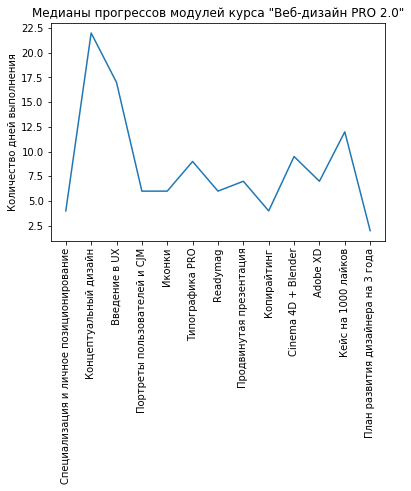 Медианы прогрессов модулей курса "Веб-дизайн PRO 2.0"
Количество дней выполнения
22.5
20.0
17.5
15.0
12.5
10.0
7.5
5.0
2.5
Специализация и личное позиционирование
Концептуальный дизайн
Введение в UX
Портреты пользователей и CJM
Иконки
Типографика PRO
Readymag
Продвинутая презентация
Копирайтинг
Cinema 4D + Blender
Adobe XD
Кейс на 1000 лайков
План развития дизайнера на 3 года